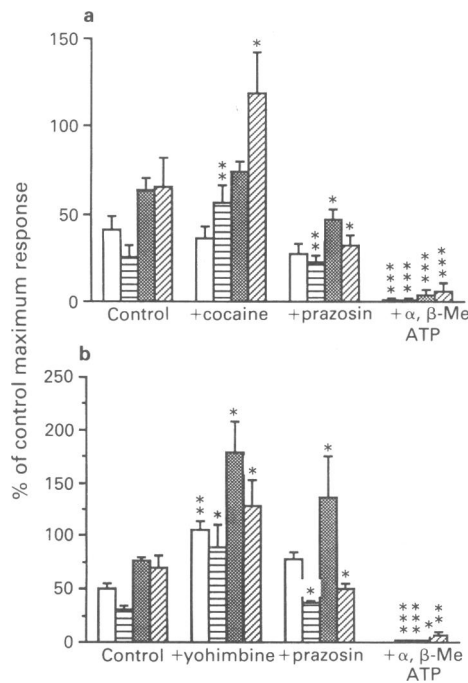 a
150
100
50
0
* * * * * * * * * * * * * * * * * * *
Control +cocaine +prazosin +α, β-Me
ATP
% of control maximum response
b
250
200
150
100
50
0
Control +yohimbine +prazosin +α, β-Me
ATP